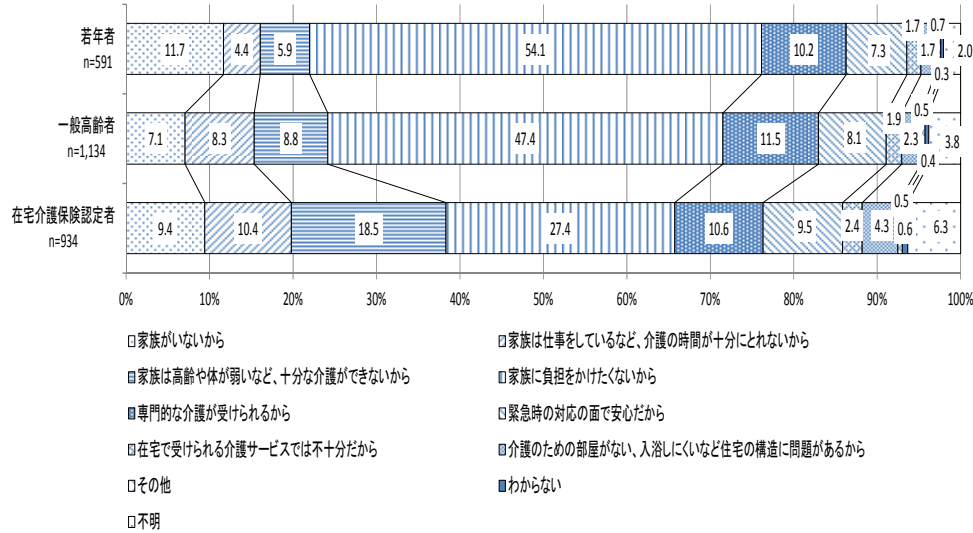 若年者
n=591
11.7 4.4 5.9 54.1 10.2 7.3 1.7 1.7 0.7 0.3 2.0
一般高齢者
n=1,134
7.1 8.3 8.8 47.4 11.5 8.1 1.9 2.3 0.5 0.4 3.8
在宅介護保険認定者
n=934
9.4 10.4 18.5 27.4 10.6 9.5 2.4 4.3 0.5 0.6 6.3
0% 10% 20% 30% 40% 50% 60% 70% 80% 90% 100%
家族がいないから
家族は仕事をしているなど、介護の時間が十分にとれないから
家族は高齢や体が弱いなど、十分な介護ができないから
家族に負担をかけたくないから
専門的な介護が受けられるから
緊急時の対応の面で安心だから
在宅で受けられる介護サービスでは不十分だから
介護のための部屋がない、入浴しにくいなど住宅の構造に問題があるから
その他
わからない
不明